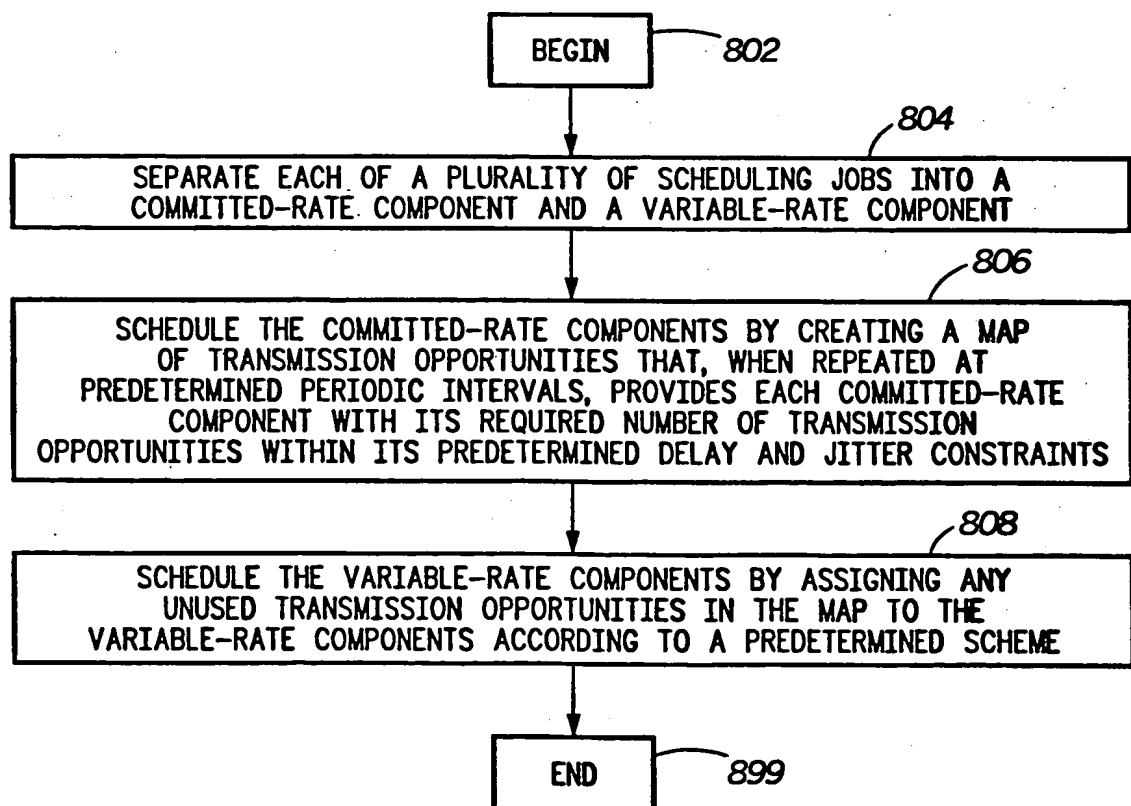 BEGIN
802
804
SEPARATE EACH OF A PLURALITY OF SCHEDULING JOBS INTO A
COMMITTED-RATE COMPONENT AND A VARIABLE-RATE COMPONENT
806
SCHEDULE THE COMMITTED-RATE COMPONENTS BY CREATING A MAP
OF TRANSMISSION OPPORTUNITIES THAT, WHEN REPEATED AT
PREDETERMINED PERIODIC INTERVALS, PROVIDES EACH COMMITTED-RATE
COMPONENT WITH ITS REQUIRED NUMBER OF TRANSMISSION
OPPORTUNITIES WITHIN ITS PREDETERMINED DELAY AND JITTER CONSTRAINTS
808
SCHEDULE THE VARIABLE-RATE COMPONENTS BY ASSIGNING ANY
UNUSED TRANSMISSION OPPORTUNITIES IN THE MAP TO THE
VARIABLE-RATE COMPONENTS ACCORDING TO A PREDETERMINED SCHEME
END
899